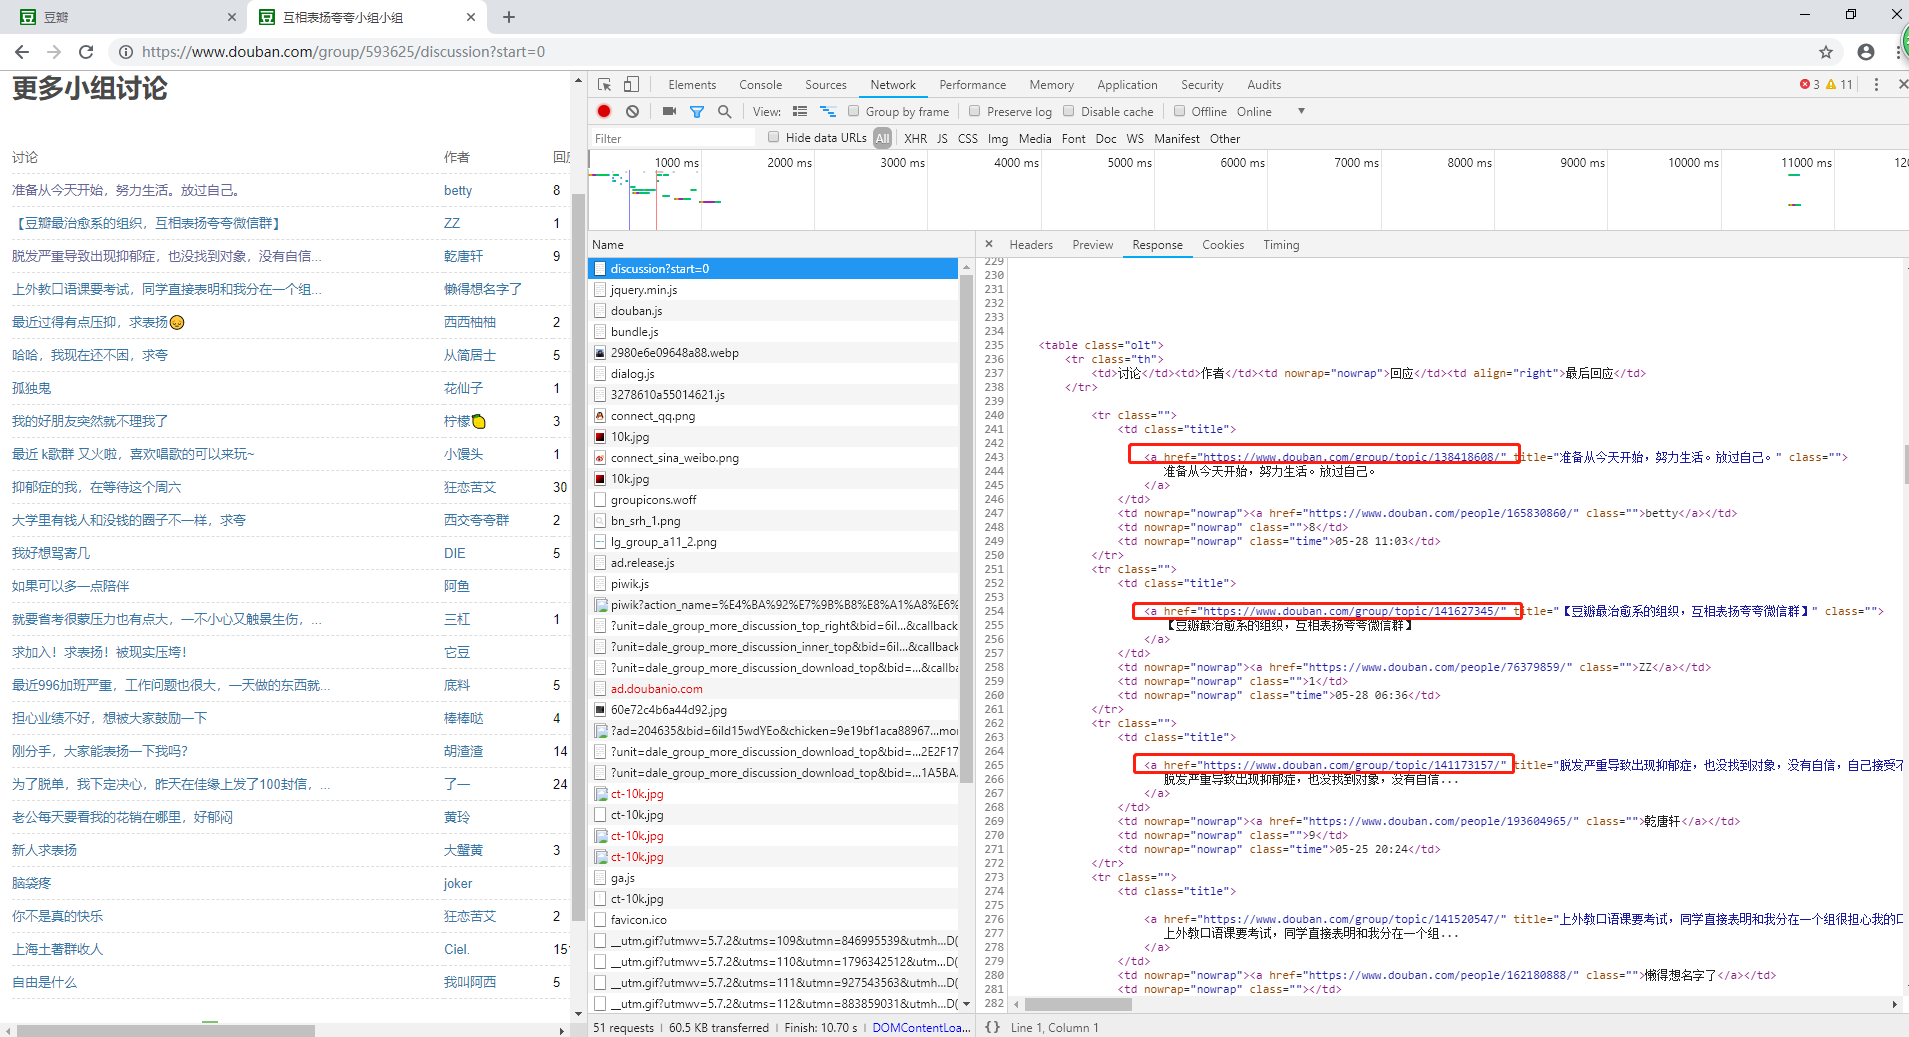 豆瓣
互相表扬夸夸小组小组
https://www.douban.com/group/593625/discussion?start=0
更多小组讨论
讨论 作者 回应
准备从今天开始，努力生活。放过自己。 betty 8
【豆瓣最治愈系的组织，互相表扬夸夸微信群】 ZZ 1
脱发严重导致出现抑郁症，也没找到对象，没有自信... 乾唐轩 9
上外教口语课要考试，同学直接表明和我分在一个组... 懒得想名字了
最近过得有点压抑，求表扬😔 西西柚柚 2
哈哈，我现在还不困，求夸 从简居士 5
孤独鬼 花仙子 1
我的好朋友突然就不理我了 柠檬🍋 3
最近 k歌群 又火啦，喜欢唱歌的可以来玩~ 小馒头 1
抑郁症的我，在等待这个周六 狂恋苦艾 30
大学里有钱人和没钱的圈子不一样，求夸 西交夸夸群 2
我好想骂寄几 DIE 5
如果可以多一点陪伴 阿鱼
就要省考很蒙压力也有点大，一不小心又触景生伤，... 三杠 1
求加入！求表扬！被现实压垮！ 它豆
最近996加班严重，工作问题也很大，一天做的东西就... 底料 5
担心业绩不好，想被大家鼓励一下 棒棒哒 4
刚分手，大家能表扬一下我吗？ 胡渣渣 14
为了脱单，我下定决心，昨天在佳缘上发了100封信，... 了一 24
老公每天要看我的花销在哪里，好郁闷 黄玲
新人求表扬 大蟹黄 3
脑袋疼 joker
你不是真的快乐 狂恋苦艾 2
上海土著群收人 Ciel. 15
自由是什么 我叫阿西 5
Elements Console Sources Network Performance Memory Application Security Audits 3 11
View: Group by frame Preserve log Disable cache Offline Online
Filter Hide data URLs All XHR JS CSS Img Media Font Doc WS Manifest Other
1000 ms 2000 ms 3000 ms 4000 ms 5000 ms 6000 ms 7000 ms 8000 ms 9000 ms 10000 ms 11000 ms 12
Name
discussion?start=0
jquery.min.js
douban.js
bundle.js
2980e6e09648a88.webp
dialog.js
3278610a55014621.js
connect_qq.png
10k.jpg
connect_sina_weibo.png
10k.jpg
groupicons.woff
bn_srh_1.png
lg_group_a11_2.png
ad.release.js
piwik.js
piwik?action_name=%E4%BA%92%E7%9B%B8%E8%A1%A8%E6%
?unit=dale_group_more_discussion_top_right&bid=6il...&callback
?unit=dale_group_more_discussion_inner_top&bid=6il...&callback
?unit=dale_group_more_discussion_download_top&bid=...&callba
ad.doubanio.com
60e72c4b6a44d92.jpg
?ad=204635&bid=6iId15wdYEo&chicken=9e19bf1aca88967...mo
?unit=dale_group_more_discussion_download_top&bid=...2E2F17
?unit=dale_group_more_discussion_download_top&bid=...1A5BA
ct-10k.jpg
ct-10k.jpg
ct-10k.jpg
ct-10k.jpg
ga.js
ct-10k.jpg
favicon.ico
__utm.gif?utmwv=5.7.2&utms=109&utmn=846995539&utmh...D(
__utm.gif?utmwv=5.7.2&utms=110&utmn=1796342512&utmh...D(
__utm.gif?utmwv=5.7.2&utms=111&utmn=927543563&utmh...D(
__utm.gif?utmwv=5.7.2&utms=112&utmn=883859031&utmh...D(
51 requests | 60.5 KB transferred | Finish: 10.70 s | DOMContentLoa...
Headers Preview Response Cookies Timing
229
230
231
232
233
234
235 <table class="olt">
236 <tr class="th">
237 <td>讨论</td><td>作者</td><td nowrap="nowrap">回应</td><td align="right">最后回应</td>
238 </tr>
239
240 <tr class="">
241 <td class="title">
242
243 <a href="https://www.douban.com/group/topic/138418608/" title="准备从今天开始，努力生活。放过自己。" class="">
244 准备从今天开始，努力生活。放过自己。
245 </a>
246 </td>
247 <td nowrap="nowrap"><a href="https://www.douban.com/people/165830860/" class="">betty</a></td>
248 <td nowrap="nowrap" class="">8</td>
249 <td nowrap="nowrap" class="time">05-28 11:03</td>
250 </tr>
251 <tr class="">
252 <td class="title">
253
254 <a href="https://www.douban.com/group/topic/141627345/" title="【豆瓣最治愈系的组织，互相表扬夸夸微信群】" class="">
255 【豆瓣最治愈系的组织，互相表扬夸夸微信群】
256 </a>
257 </td>
258 <td nowrap="nowrap"><a href="https://www.douban.com/people/76379859/" class="">ZZ</a></td>
259 <td nowrap="nowrap" class="">1</td>
260 <td nowrap="nowrap" class="time">05-28 06:36</td>
261 </tr>
262 <tr class="">
263 <td class="title">
264
265 <a href="https://www.douban.com/group/topic/141173157/" title="脱发严重导致出现抑郁症，也没找到对象，没有自信，自己接受不
266 脱发严重导致出现抑郁症，也没找到对象，没有自信...
267 </a>
268 </td>
269 <td nowrap="nowrap"><a href="https://www.douban.com/people/193604965/" class="">乾唐轩</a></td>
270 <td nowrap="nowrap" class="">9</td>
271 <td nowrap="nowrap" class="time">05-25 20:24</td>
272 </tr>
273 <tr class="">
274 <td class="title">
275
276 <a href="https://www.douban.com/group/topic/141520547/" title="上外教口语课要考试，同学直接表明和我分在一个组很担心我的口
277 上外教口语课要考试，同学直接表明和我分在一个组...
278 </a>
279 </td>
280 <td nowrap="nowrap"><a href="https://www.douban.com/people/162180888/" class="">懒得想名字了</a></td>
281 <td nowrap="nowrap" class=""></td>
282
{} Line 1, Column 1